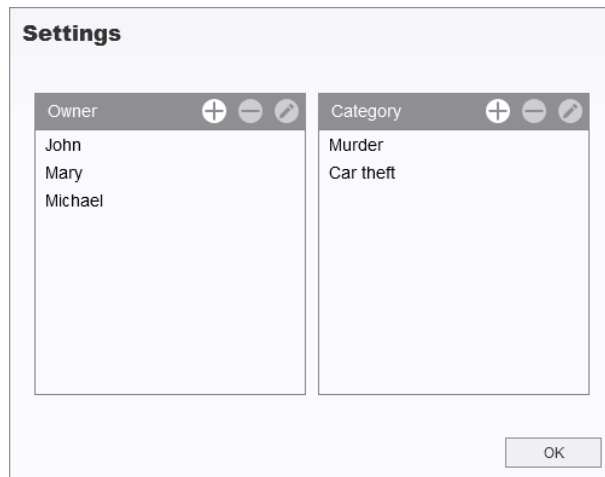 Settings
Owner
John
Mary
Michael
Category
Murder
Car theft
OK